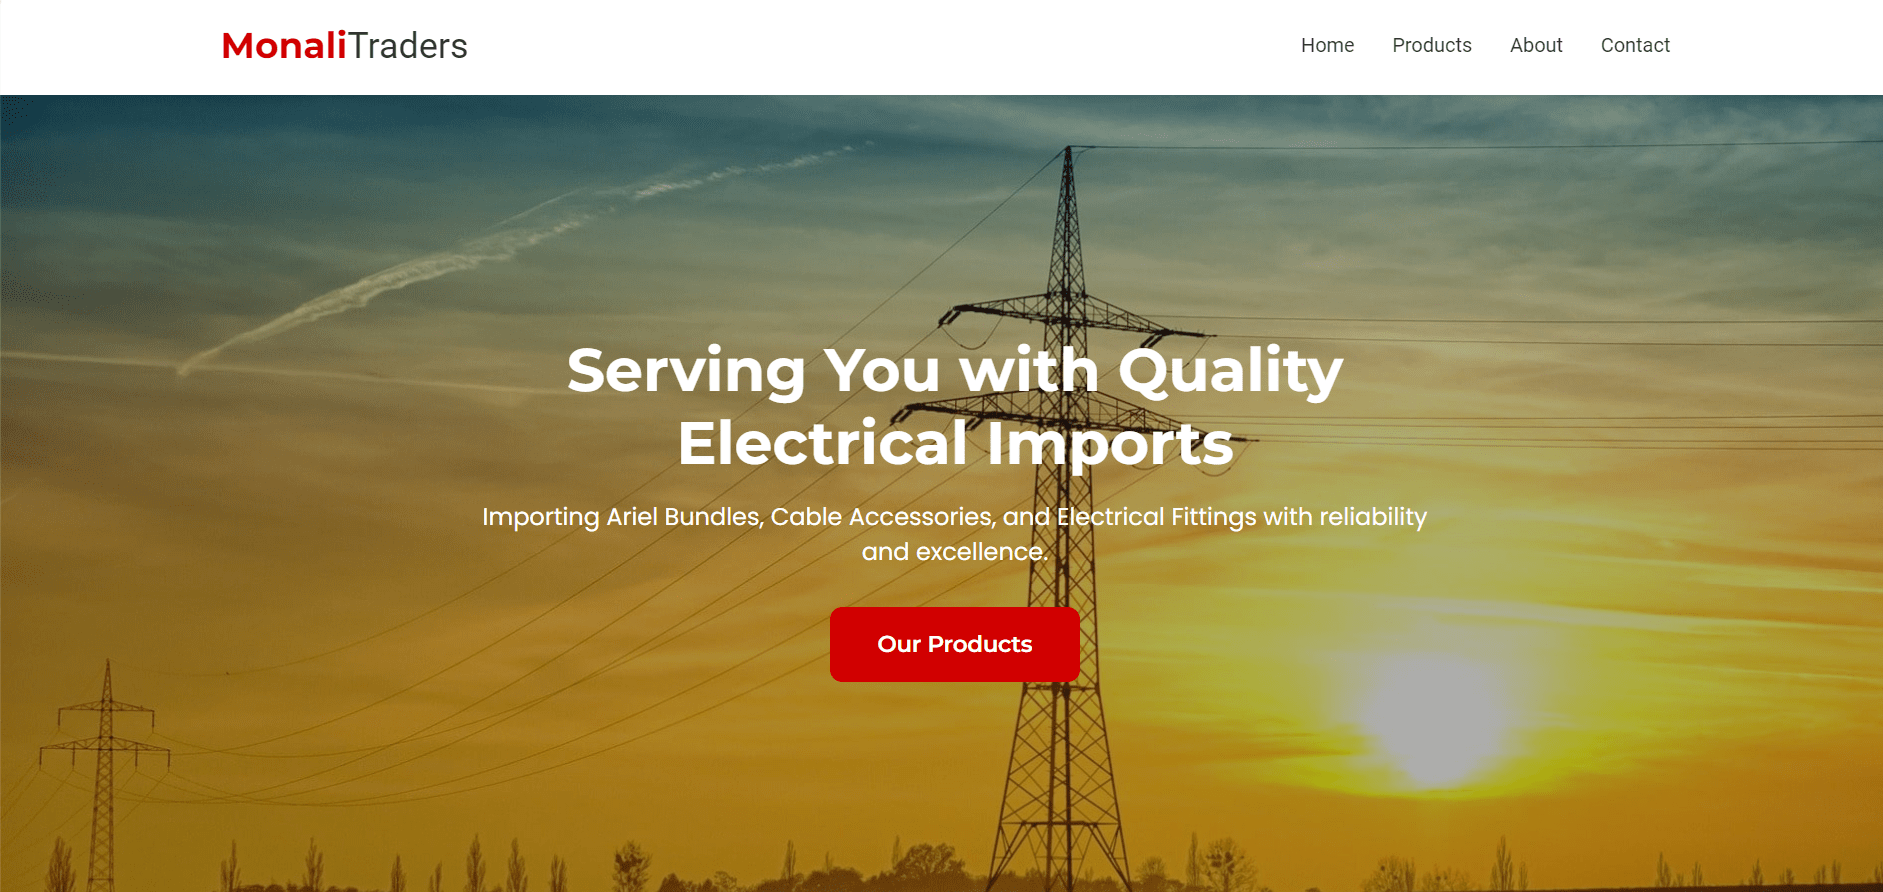 MonaliTraders
Home Products About Contact
Serving You with Quality
Electrical Imports
Importing Ariel Bundles, Cable Accessories, and Electrical Fittings with reliability
and excellence.
Our Products